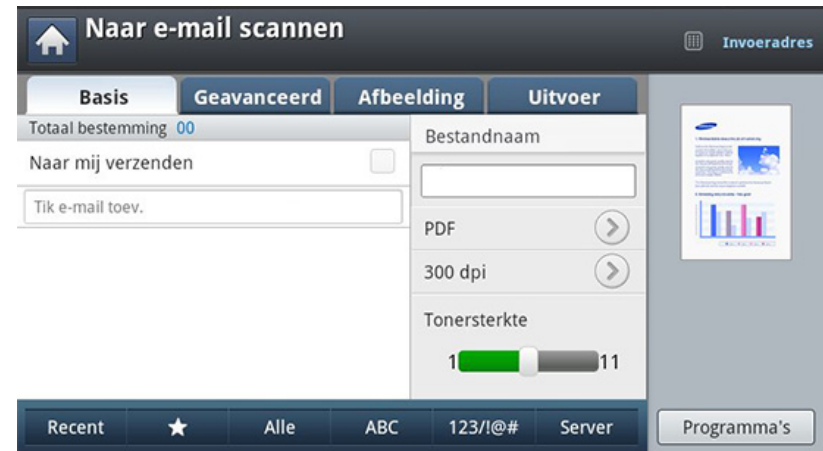 Naar e-mail scannen
Invoeradres
Basis
Geavanceerd
Afbeelding
Uitvoer
Totaal bestemming 00
Naar mij verzenden
Tik e-mail toev.
Bestandnaam
PDF
300 dpi
Tonersterkte
1 11
Recent
Alle
ABC
123/!@#
Server
Programma's